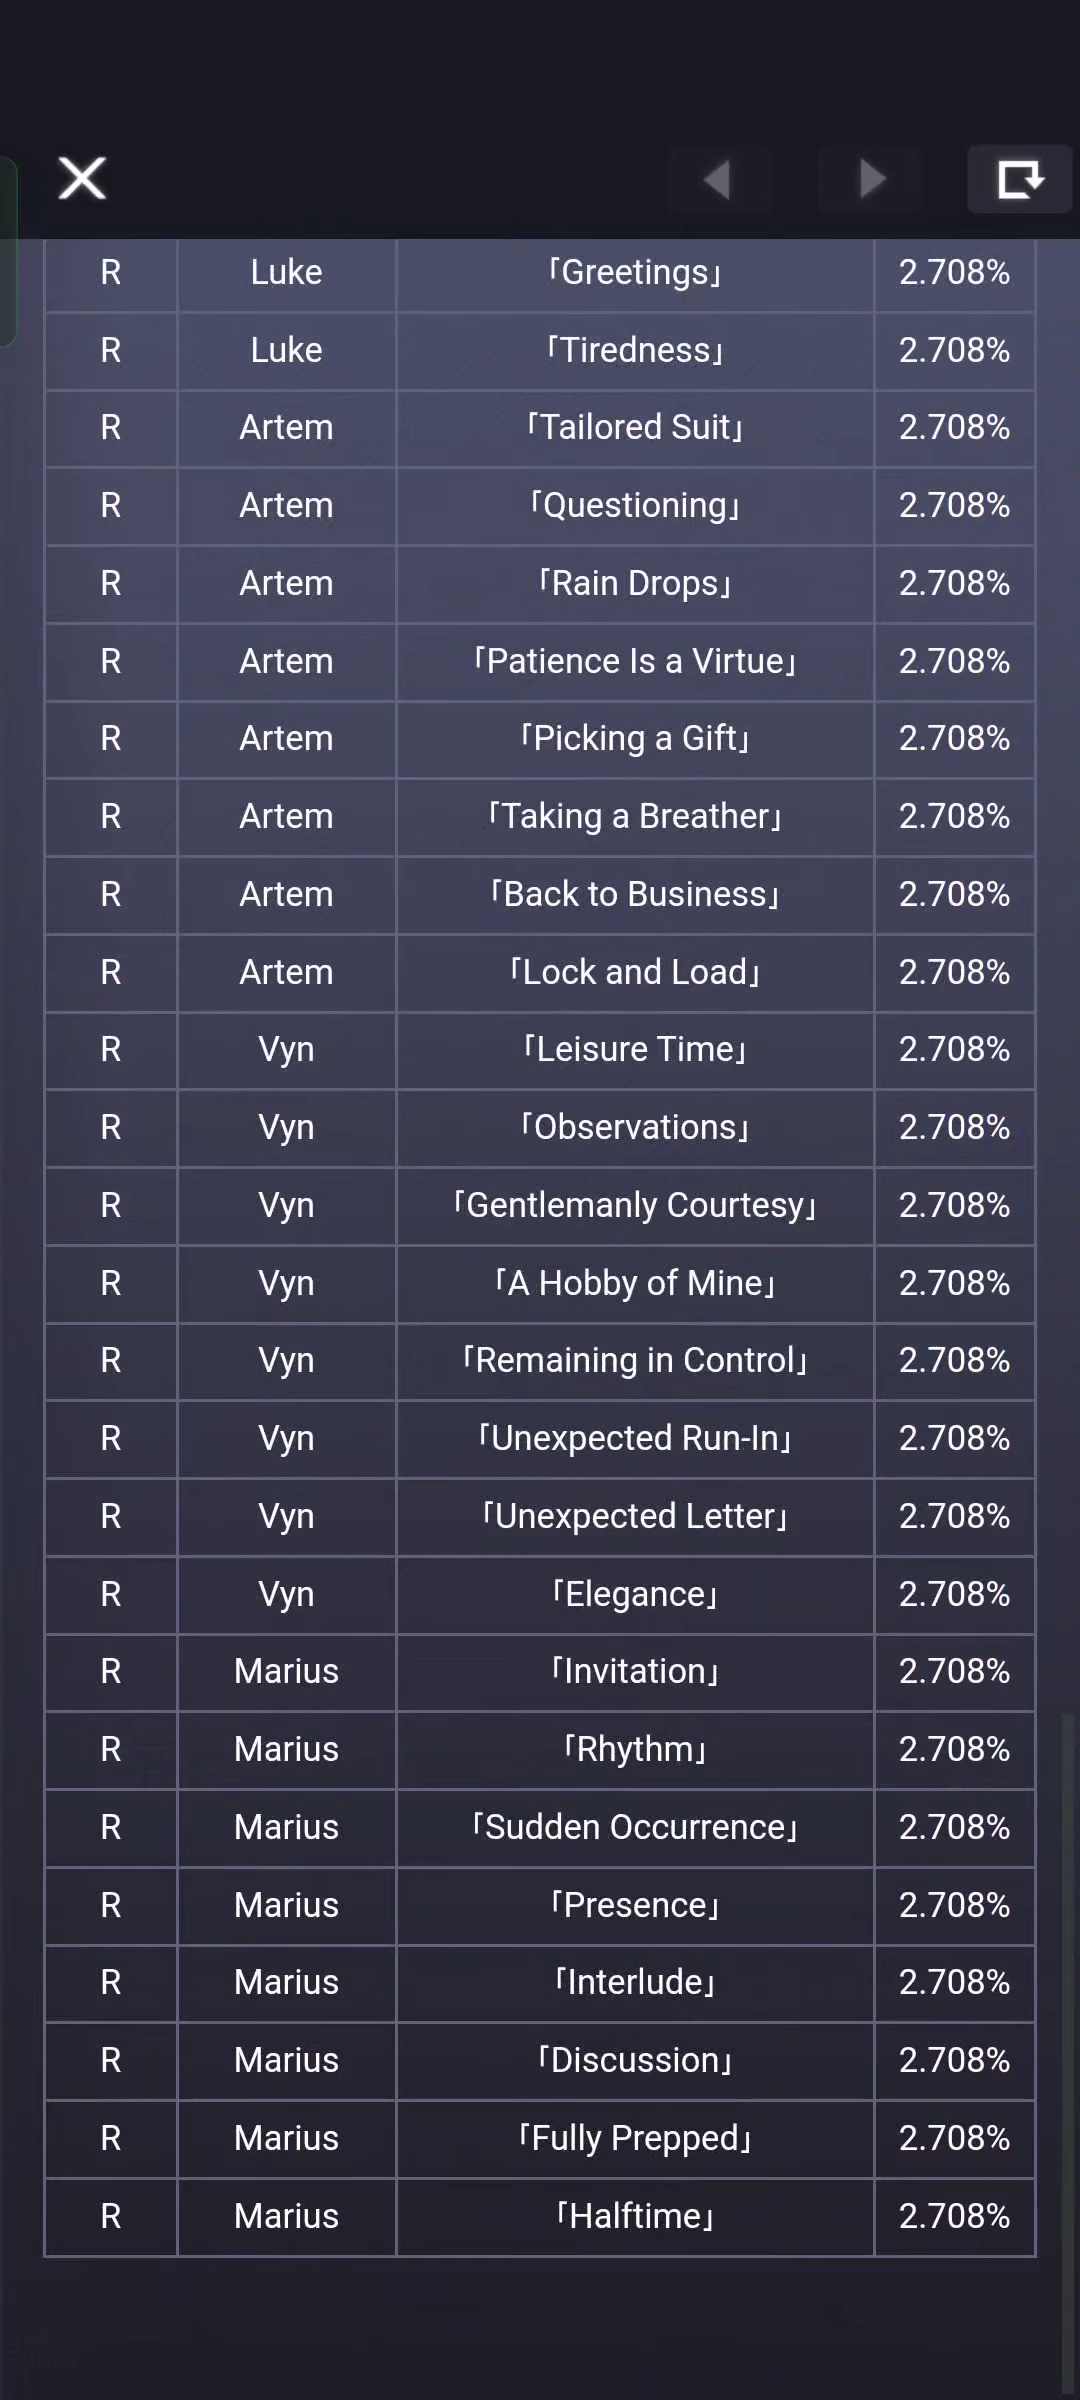 R Luke 「Greetings」 2.708%
R Luke 「Tiredness」 2.708%
R Artem 「Tailored Suit」 2.708%
R Artem 「Questioning」 2.708%
R Artem 「Rain Drops」 2.708%
R Artem 「Patience Is a Virtue」 2.708%
R Artem 「Picking a Gift」 2.708%
R Artem 「Taking a Breather」 2.708%
R Artem 「Back to Business」 2.708%
R Artem 「Lock and Load」 2.708%
R Vyn 「Leisure Time」 2.708%
R Vyn 「Observations」 2.708%
R Vyn 「Gentlemanly Courtesy」 2.708%
R Vyn 「A Hobby of Mine」 2.708%
R Vyn 「Remaining in Control」 2.708%
R Vyn 「Unexpected Run-In」 2.708%
R Vyn 「Unexpected Letter」 2.708%
R Vyn 「Elegance」 2.708%
R Marius 「Invitation」 2.708%
R Marius 「Rhythm」 2.708%
R Marius 「Sudden Occurrence」 2.708%
R Marius 「Presence」 2.708%
R Marius 「Interlude」 2.708%
R Marius 「Discussion」 2.708%
R Marius 「Fully Prepped」 2.708%
R Marius 「Halftime」 2.708%